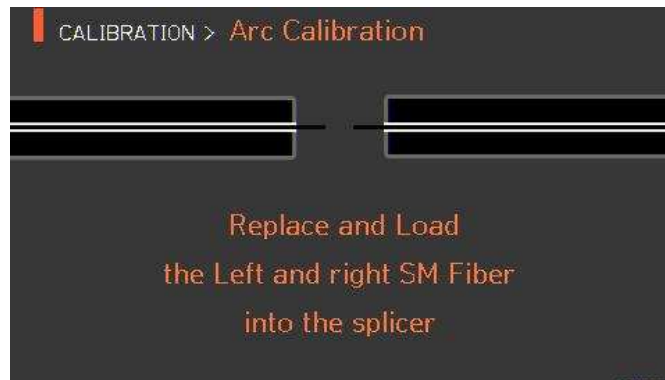 CALIBRATION > Arc Calibration
Replace and Load
the Left and right SM Fiber
into the splicer